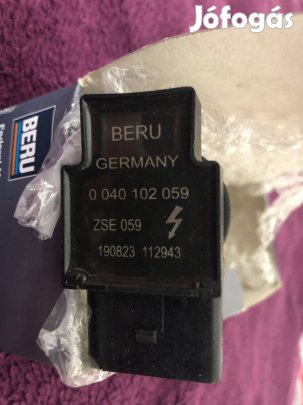 Jófogás
BERU
BERU
GERMANY
0 040 102 059
ZSE 059
190823 112943